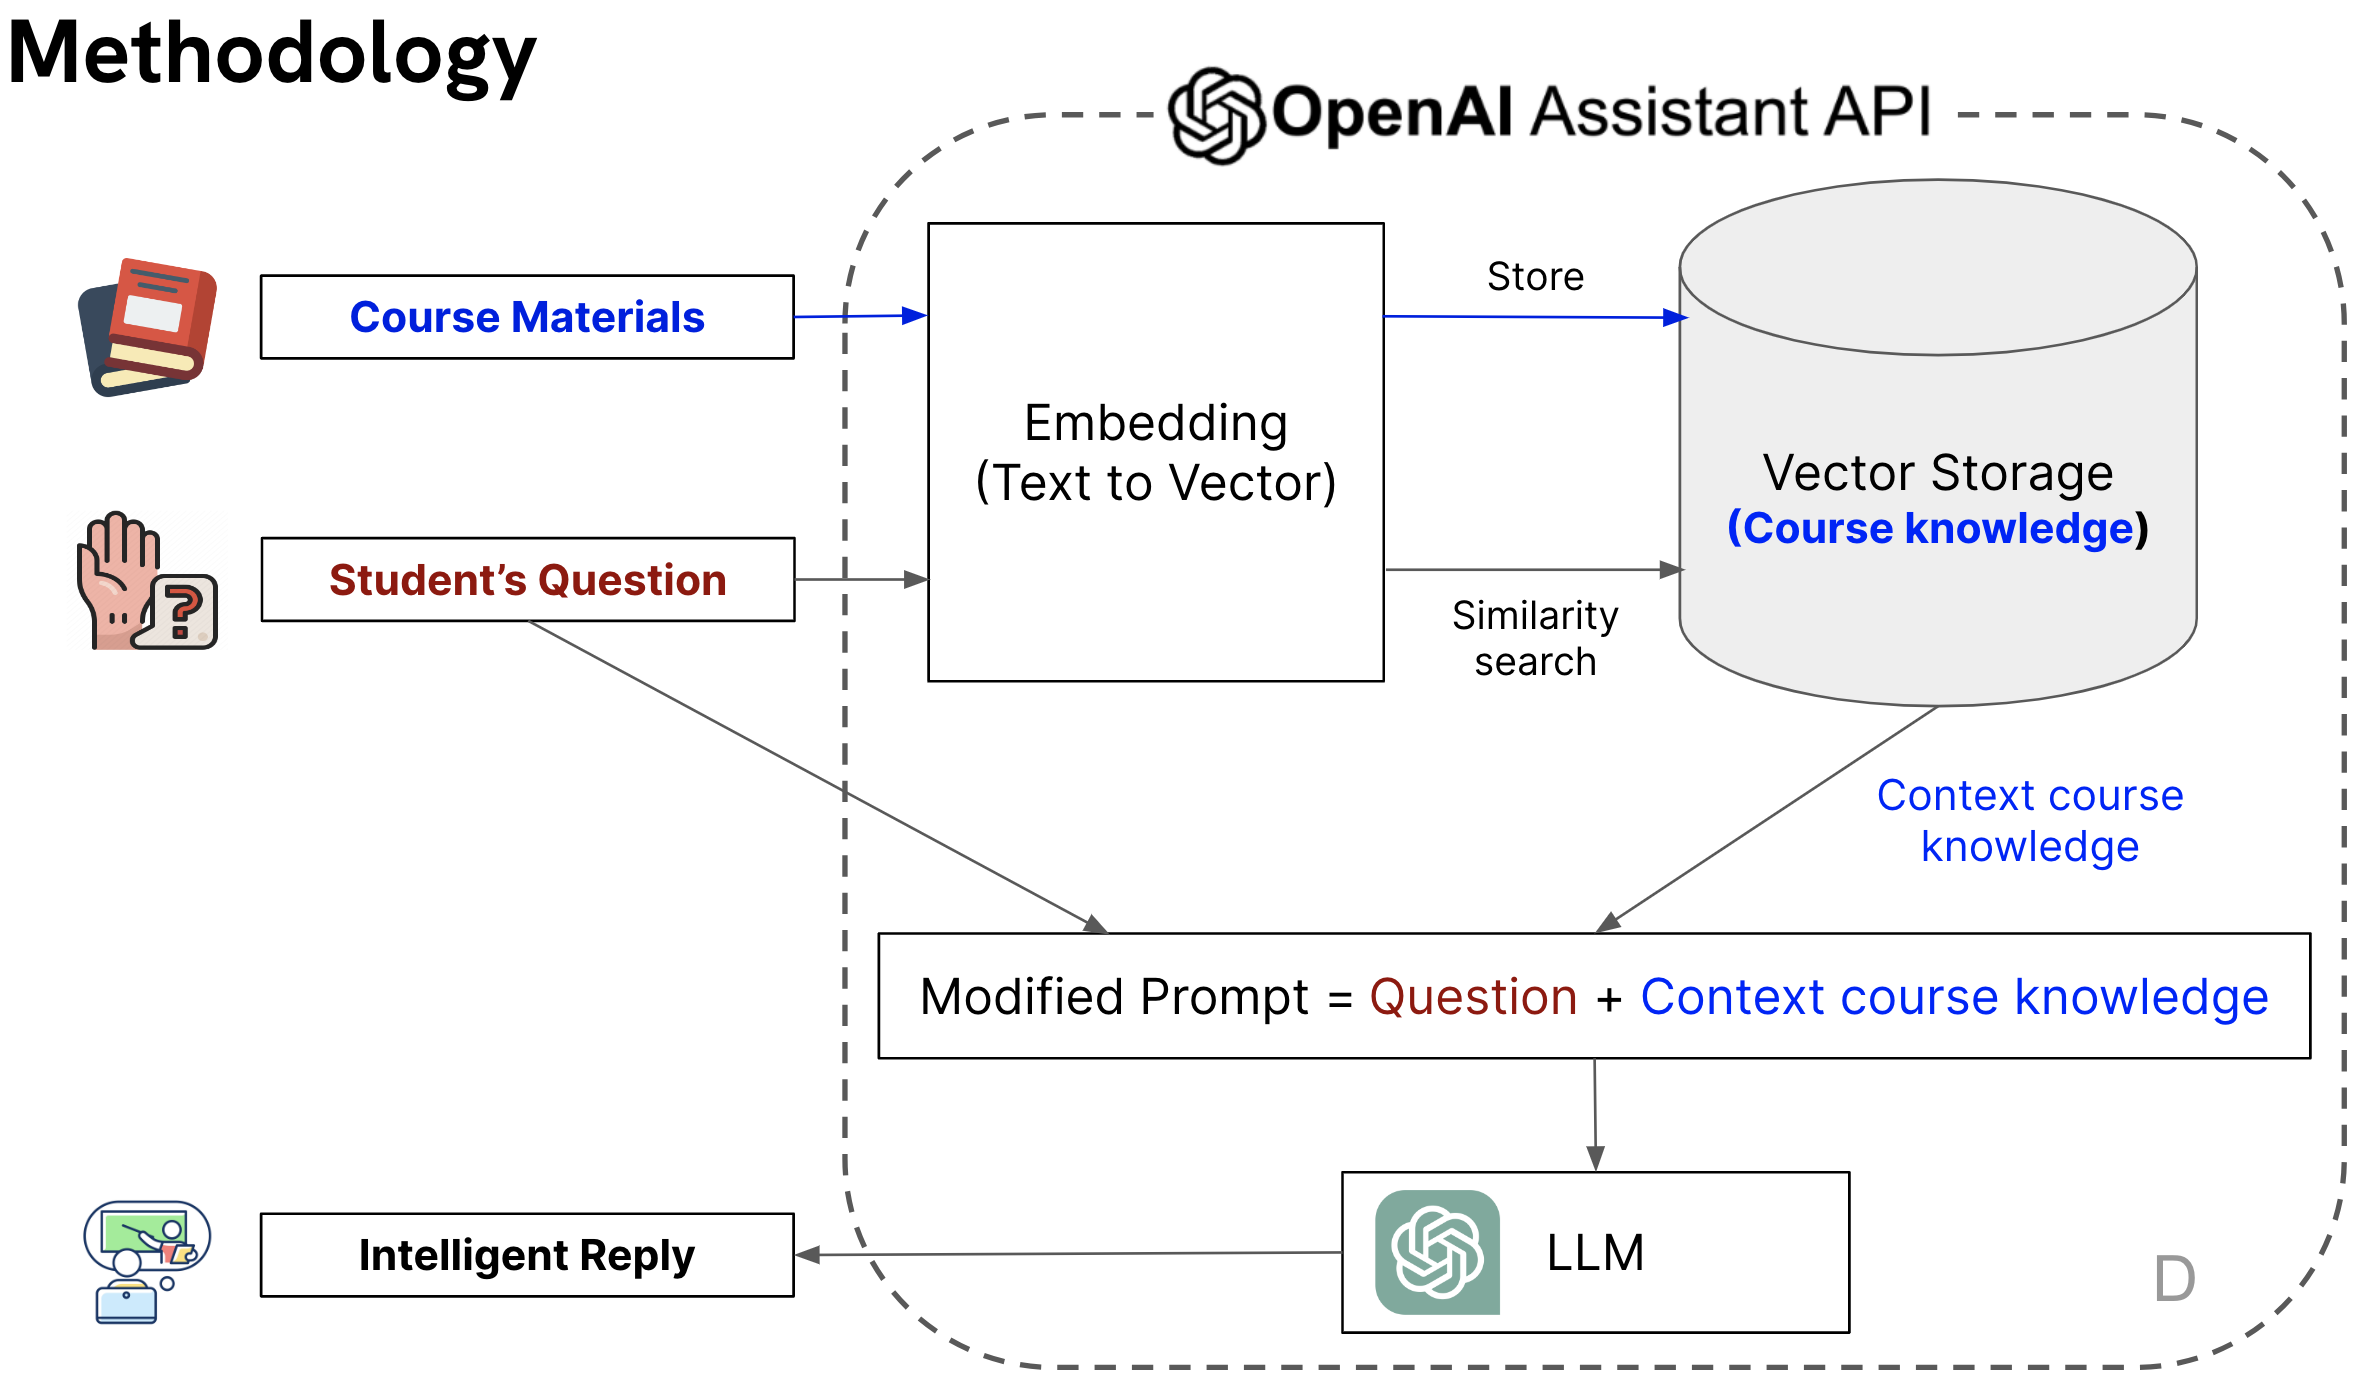 Methodology
OpenAI Assistant API
Course Materials
Store
Embedding
(Text to Vector)
Vector Storage
(Course knowledge)
Student’s Question
?
Similarity
search
Context course
knowledge
Modified Prompt = Question + Context course knowledge
LLM
Intelligent Reply
D